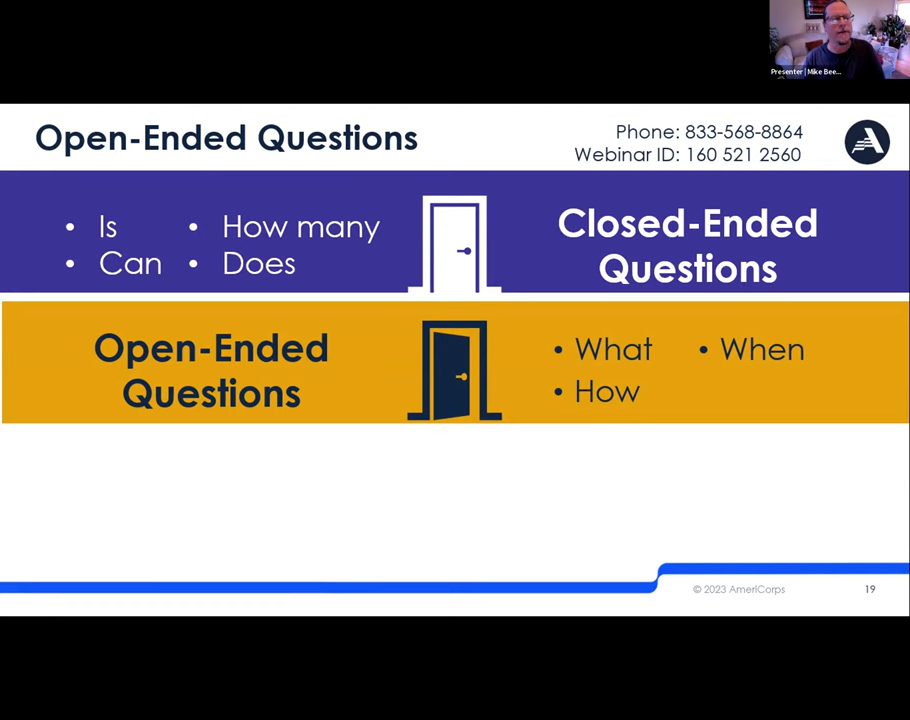 Presenter | Mike Bee...
Open-Ended Questions
Phone: 833-568-8864
Webinar ID: 160 521 2560
• Is • How many
• Can • Does
Closed-Ended
Questions
Open-Ended
Questions
• What • When
• How
© 2023 AmeriCorps
19